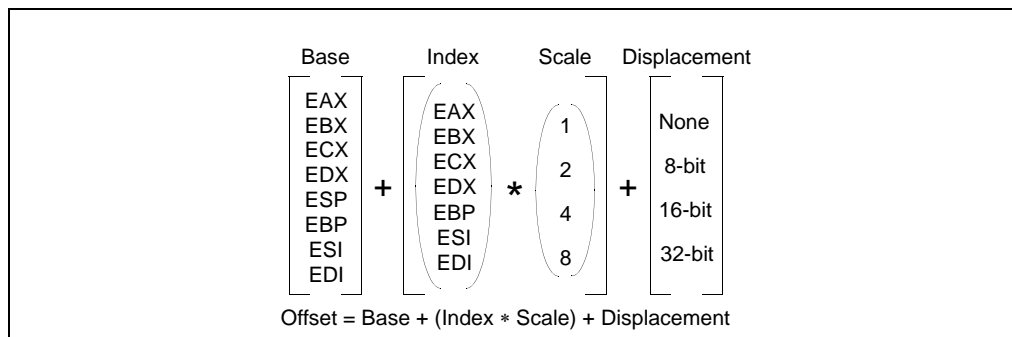 Base Index Scale Displacement
EAX
EBX
ECX
EDX
ESP
EBP
ESI
EDI
+
EAX
EBX
ECX
EDX
EBP
ESI
EDI
*
1
2
4
8
+
None
8-bit
16-bit
32-bit
Offset = Base + (Index * Scale) + Displacement